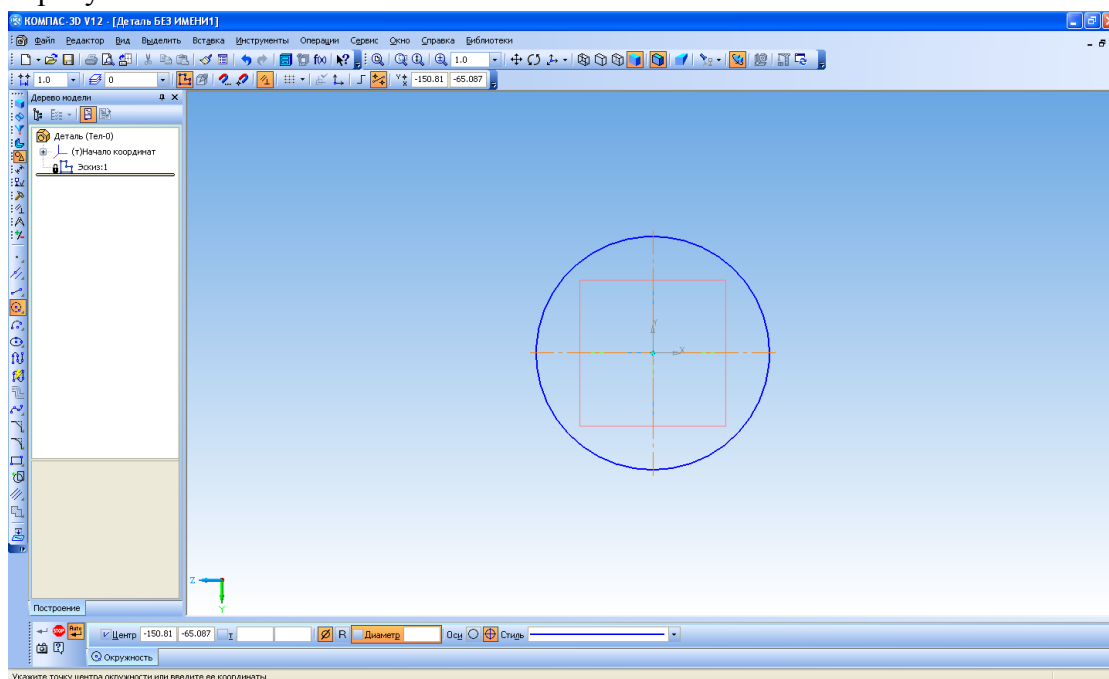 КОМПАС-3D V12 - [Деталь БЕЗ ИМЕНИ1]
Файл Редактор Вид Выделить Вставка Инструменты Операции Сервис Окно Справка Библиотеки
1.0
1.0 0 -150.81 -65.087
Дерево модели
Деталь (Тел-0)
(т)Начало координат
Эскиз:1
Y
X
Z
Y
Построение
Центр -150.81 -65.087 т R Диаметр Оси Стиль
Окружность
Укажите точку центра окружности или введите ее координаты